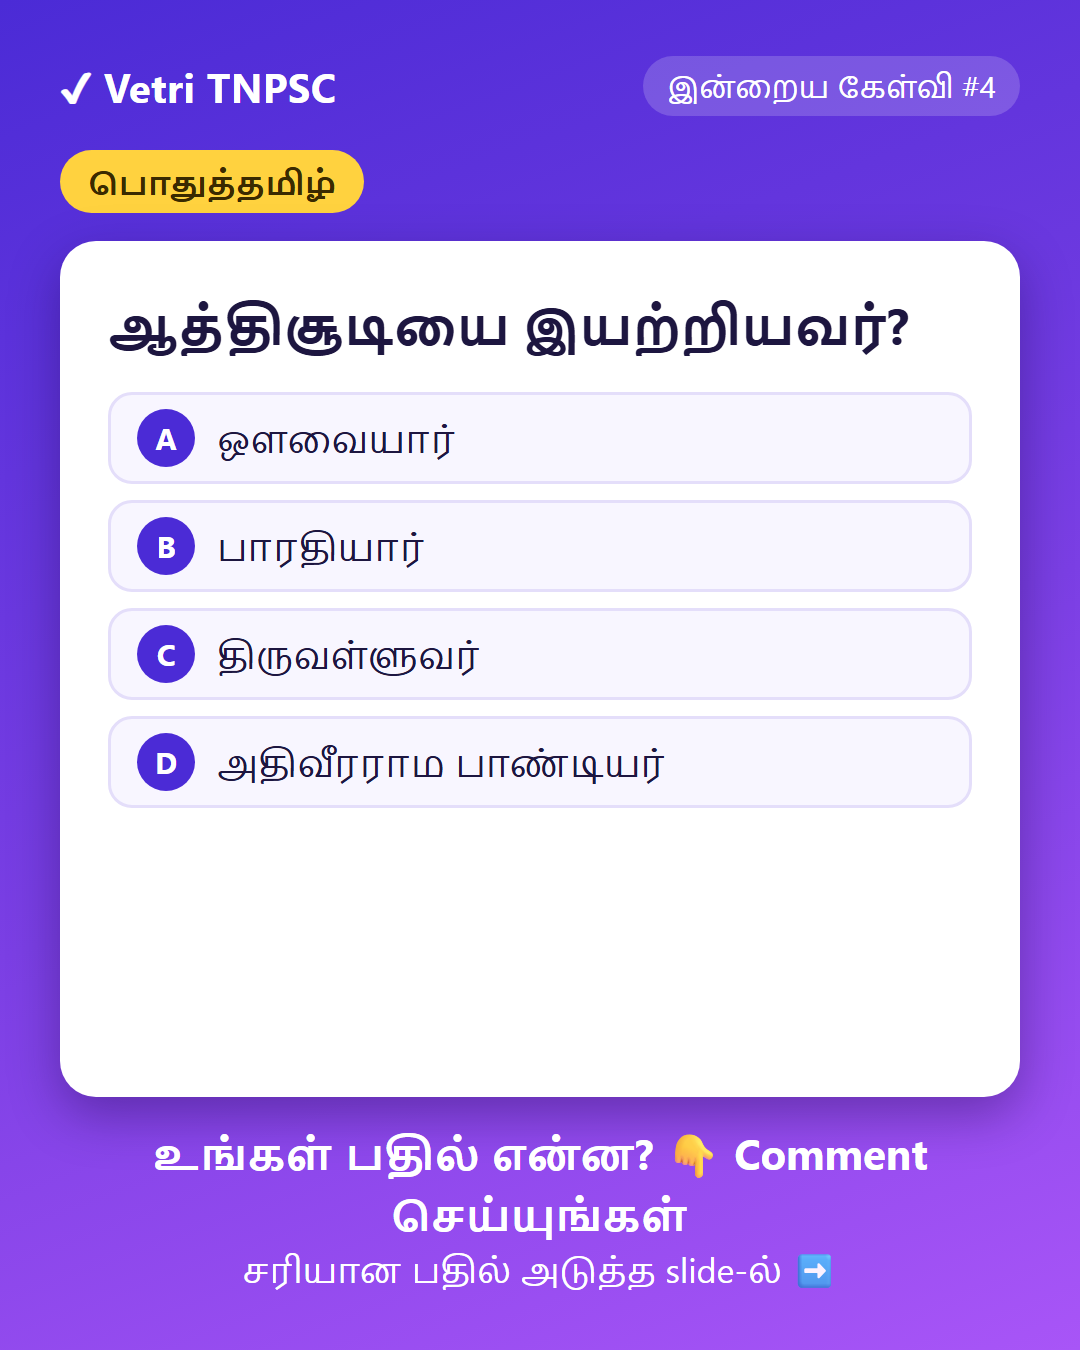 ✔ Vetri TNPSC
இன்றைய கேள்வி #4
பொதுத்தமிழ்
ஆத்திசூடியை இயற்றியவர்?
A ஔவையார்
B பாரதியார்
C திருவள்ளுவர்
D அதிவீரராம பாண்டியர்
உங்கள் பதில் என்ன? 👇 Comment
செய்யுங்கள்
சரியான பதில் அடுத்த slide-ல் ➡️